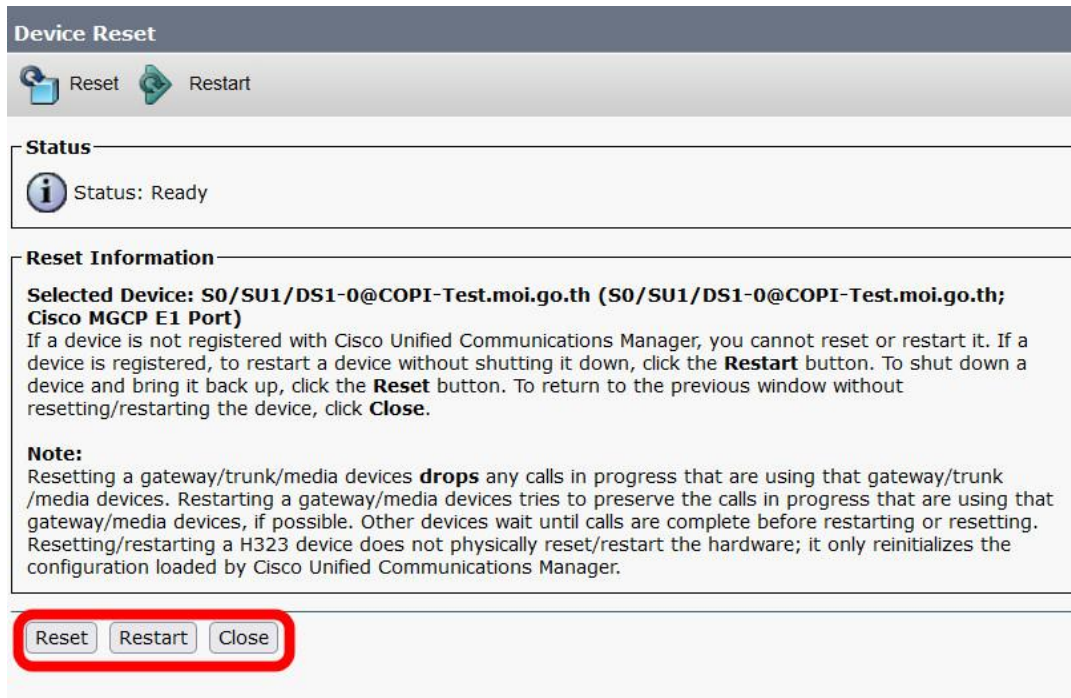 Device Reset
Reset Restart
Status
Status: Ready
Reset Information
Selected Device: S0/SU1/DS1-0@COPI-Test.moi.go.th (S0/SU1/DS1-0@COPI-Test.moi.go.th;
Cisco MGCP E1 Port)
If a device is not registered with Cisco Unified Communications Manager, you cannot reset or restart it. If a
device is registered, to restart a device without shutting it down, click the Restart button. To shut down a
device and bring it back up, click the Reset button. To return to the previous window without
resetting/restarting the device, click Close.
Note:
Resetting a gateway/trunk/media devices drops any calls in progress that are using that gateway/trunk
/media devices. Restarting a gateway/media devices tries to preserve the calls in progress that are using that
gateway/media devices, if possible. Other devices wait until calls are complete before restarting or resetting.
Resetting/restarting a H323 device does not physically reset/restart the hardware; it only reinitializes the
configuration loaded by Cisco Unified Communications Manager.
Reset Restart Close